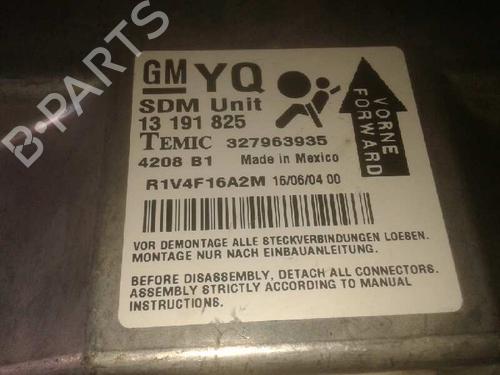 B-PARTS
GM YQ
SDM Unit
13 191 825
TEMIC 327963935
4208 B1 Made in Mexico
R1V4F16A2M 16/06/04 00
VORNE
FORWARD
VOR DEMONTAGE ALLE STECKVERBINDUNGEN LOESEN.
MONTAGE NUR NACH EINBAUANLEITUNG.
BEFORE DISASSEMBLY, DETACH ALL CONNECTORS.
ASSEMBLY STRICTLY ACCORDING TO MANUAL
INSTRUCTIONS.